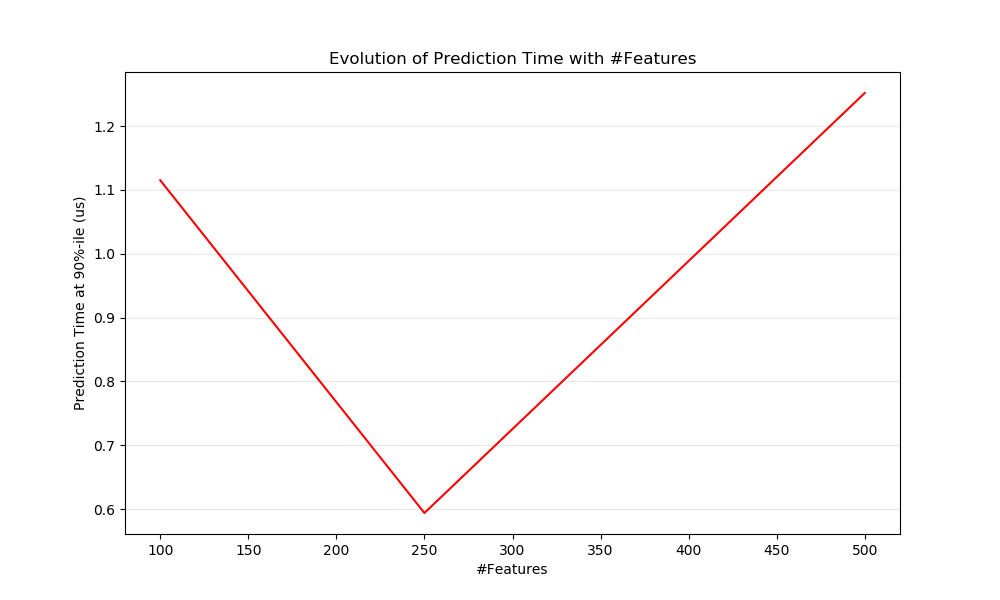 Evolution of Prediction Time with #Features
Prediction Time at 90%-ile (us)
1.2
1.1
1.0
0.9
0.8
0.7
0.6
100 150 200 250 300 350 400 450 500
#Features